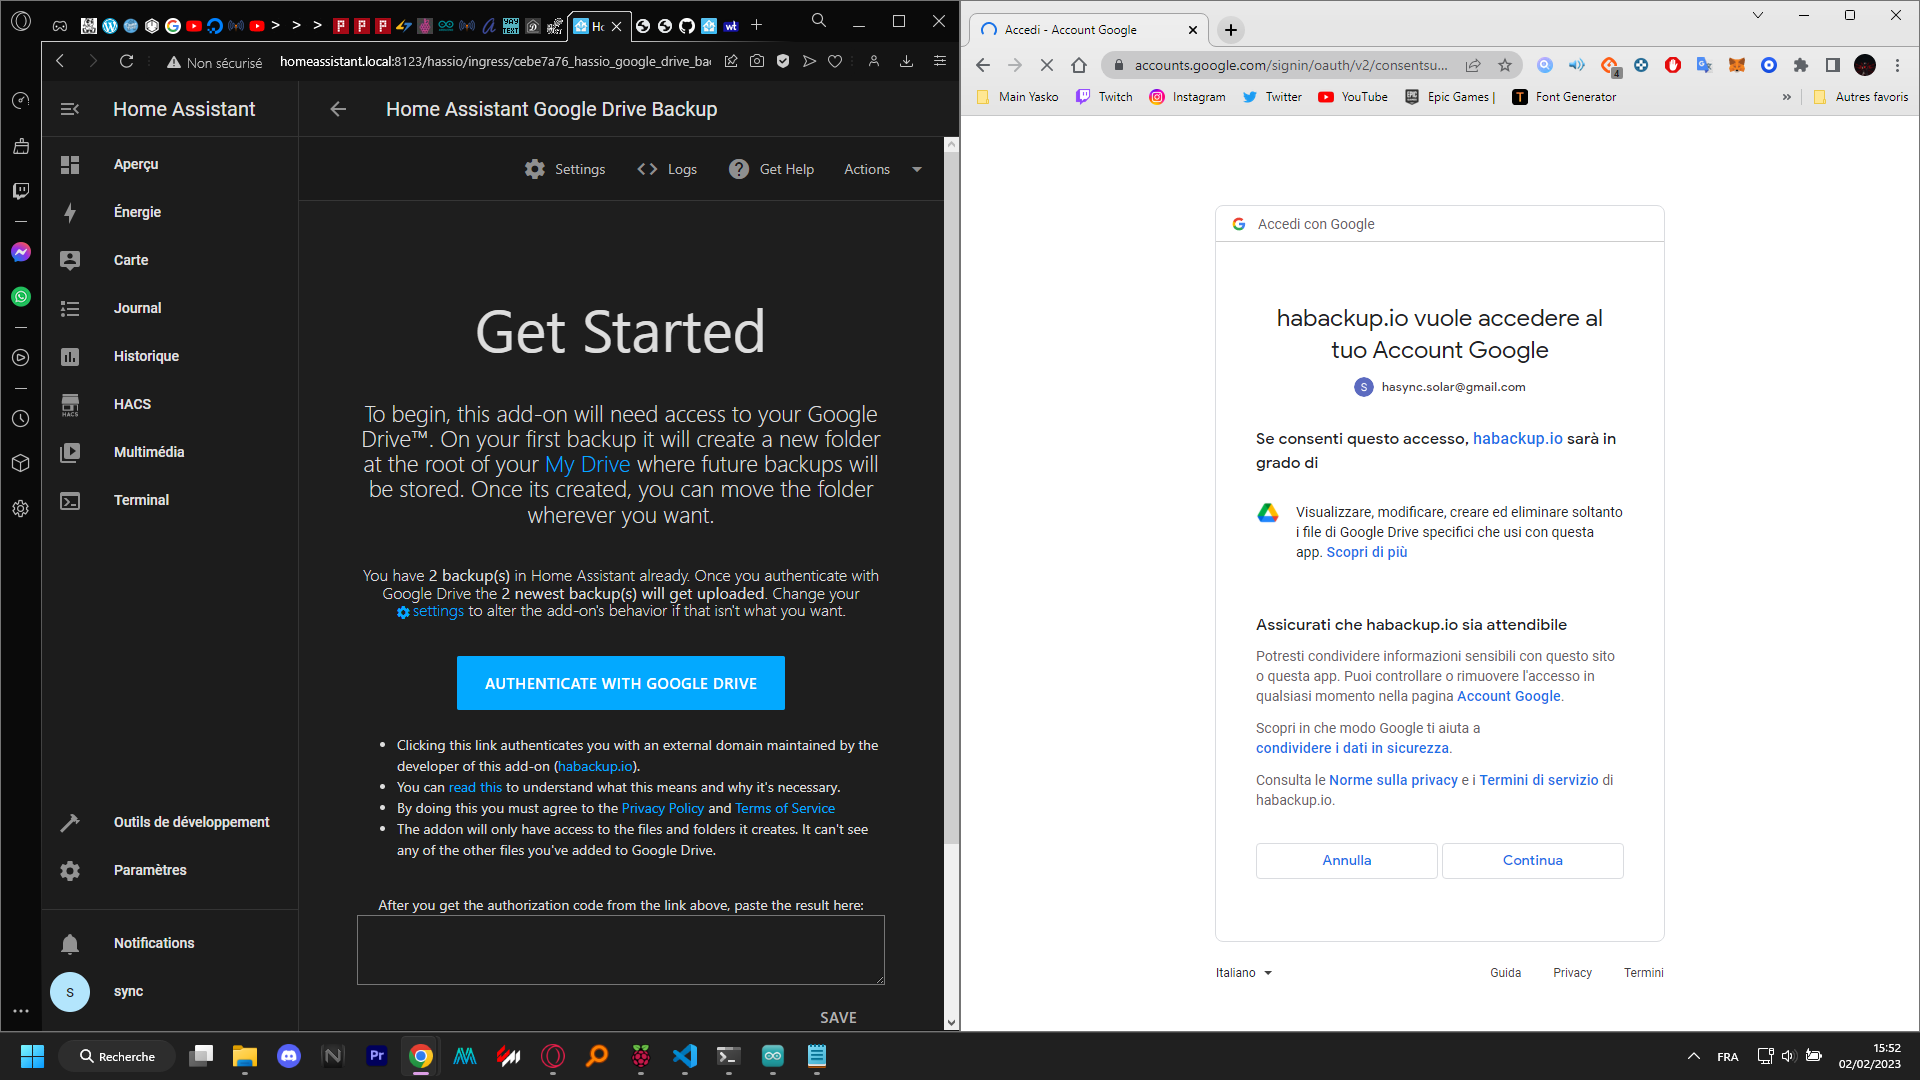 Non sécurisé
homeassistant.local:8123/hassio/ingress/cebe7a76_hassio_google_drive_ba
Home Assistant
Aperçu
Énergie
Carte
Journal
Historique
HACS
Multimédia
Terminal
Outils de développement
Paramètres
Notifications
S
sync
Home Assistant Google Drive Backup
Settings
Logs
Get Help
Actions
Get Started
To begin, this add-on will need access to your Google
Drive™. On your first backup it will create a new folder
at the root of your My Drive where future backups will
be stored. Once its created, you can move the folder
wherever you want.
You have 2 backup(s) in Home Assistant already. Once you authenticate with
Google Drive the 2 newest backup(s) will get uploaded. Change your
settings to alter the add-on's behavior if that isn't what you want.
AUTHENTICATE WITH GOOGLE DRIVE
• Clicking this link authenticates you with an external domain maintained by the
developer of this add-on (habackup.io).
• You can read this to understand what this means and why it's necessary.
• By doing this you must agree to the Privacy Policy and Terms of Service
• The addon will only have access to the files and folders it creates. It can't see
any of the other files you've added to Google Drive.
After you get the authorization code from the link above, paste the result here:
SAVE
Accedi - Account Google
accounts.google.com/signin/oauth/v2/consentsu...
4
Main Yasko
Twitch
Instagram
Twitter
YouTube
Epic Games |
Font Generator
Autres favoris
Accedi con Google
habackup.io vuole accedere al
tuo Account Google
S hasync.solar@gmail.com
Se consenti questo accesso, habackup.io sarà in
grado di
Visualizzare, modificare, creare ed eliminare soltanto
i file di Google Drive specifici che usi con questa
app. Scopri di più
Assicurati che habackup.io sia attendibile
Potresti condividere informazioni sensibili con questo sito
o questa app. Puoi controllare o rimuovere l'accesso in
qualsiasi momento nella pagina Account Google.
Scopri in che modo Google ti aiuta a
condividere i dati in sicurezza.
Consulta le Norme sulla privacy e i Termini di servizio di
habackup.io.
Annulla
Continua
Italiano
Guida
Privacy
Termini
Recherche
Pr
FRA
15:52
02/02/2023